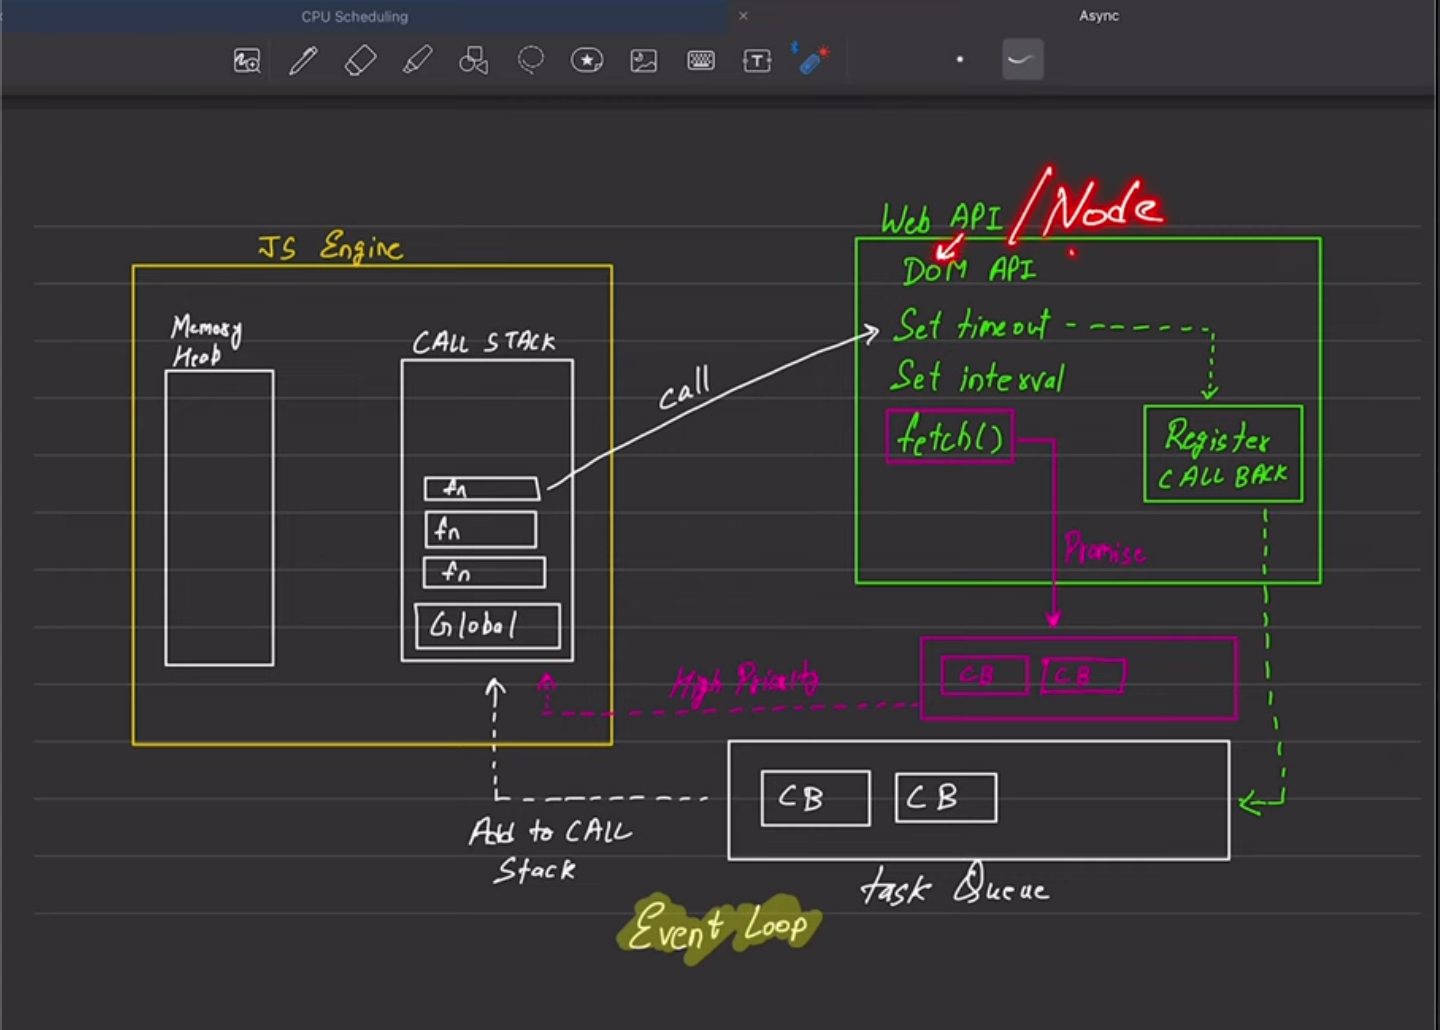 CPU Scheduling
Async
Web API /Node
JS Engine
DOM API
Memory
Heap
CALL STACK
Set timeout
call
Set interval
fetch()
Register
CALL BACK
fn
fn
fn
Promise
Global
High Priority
CB CB
CB CB
Add to CALL
Stack
task Queue
Event Loop